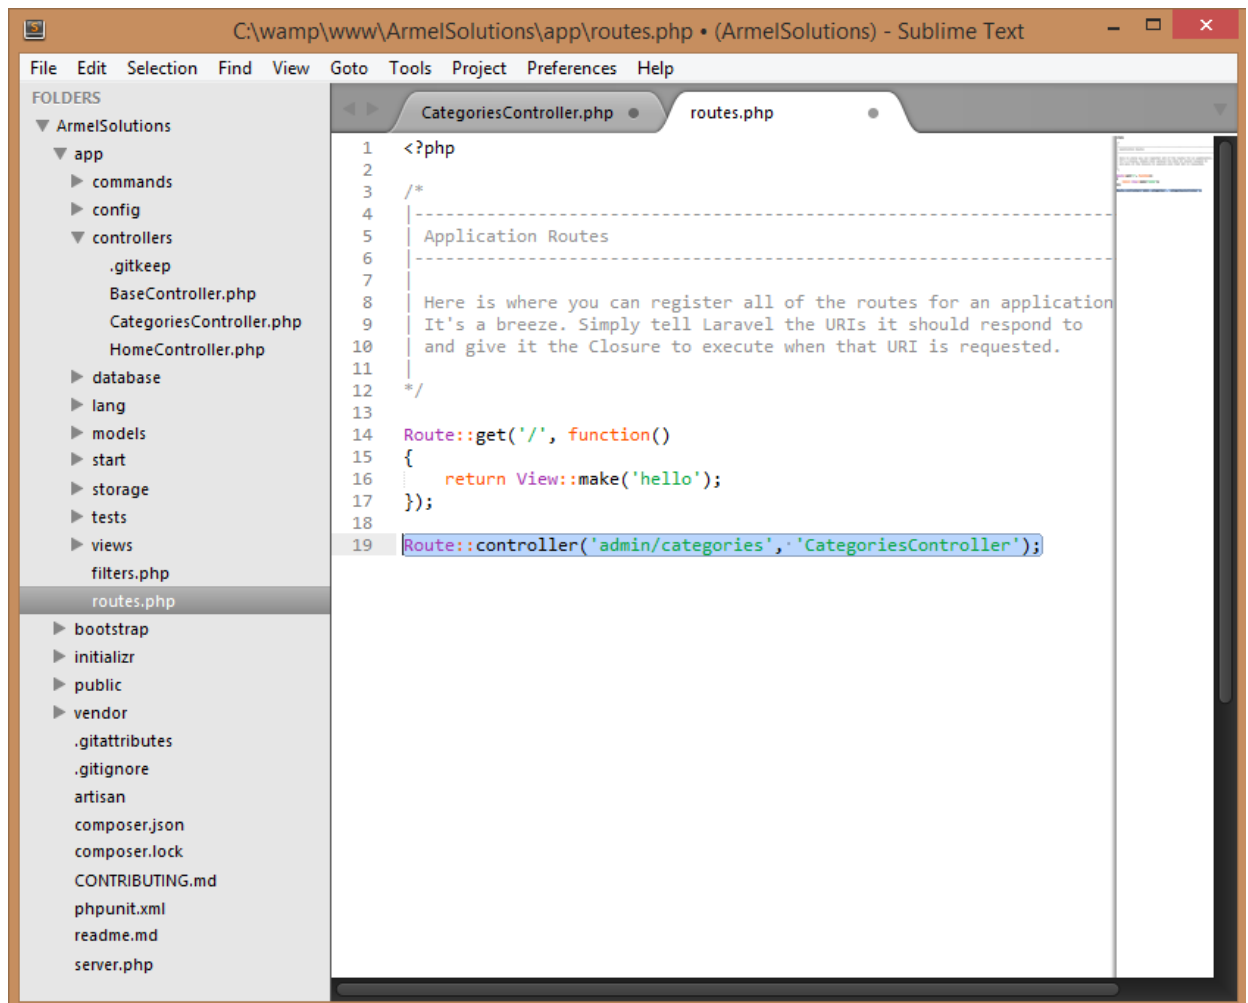 C:\wamp\www\ArmelSolutions\app\routes.php • (ArmelSolutions) - Sublime Text
File Edit Selection Find View Goto Tools Project Preferences Help
FOLDERS
ArmelSolutions
app
commands
config
controllers
.gitkeep
BaseController.php
CategoriesController.php
HomeController.php
database
lang
models
start
storage
tests
views
filters.php
routes.php
bootstrap
initializr
public
vendor
.gitattributes
.gitignore
artisan
composer.json
composer.lock
CONTRIBUTING.md
phpunit.xml
readme.md
server.php
CategoriesController.php routes.php
1 <?php
2
3 /*
4 |--------------------------------------------------------------------
5 | Application Routes
6 |--------------------------------------------------------------------
7 |
8 | Here is where you can register all of the routes for an application
9 | It's a breeze. Simply tell Laravel the URIs it should respond to
10 | and give it the Closure to execute when that URI is requested.
11 |
12 */
13
14 Route::get('/', function()
15 {
16 return View::make('hello');
17 });
18
19 Route::controller('admin/categories', 'CategoriesController');